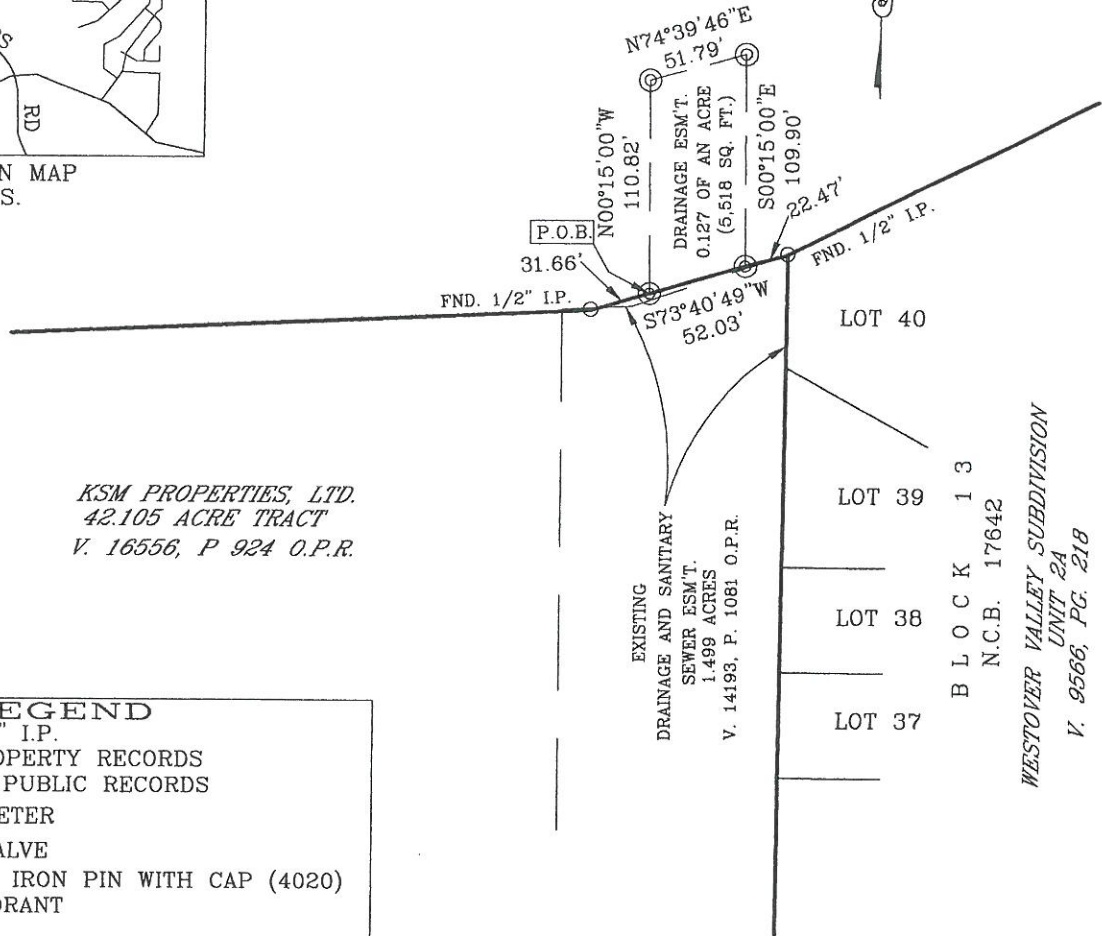 RD
N MAP
S.
N74°39'46"E
51.79'
N00°15'00"W
110.82'
DRAINAGE ESM'T.
0.127 OF AN ACRE
(5,518 SQ. FT.)
S00°15'00"E
109.90'
22.47'
P.O.B.
31.66'
FND. 1/2" I.P.
FND. 1/2" I.P.
S73°40'49"W
52.03'
LOT 40
KSM PROPERTIES, LTD.
42.105 ACRE TRACT
V. 16556, P 924 O.P.R.
EXISTING
DRAINAGE AND SANITARY
SEWER ESM'T.
1.499 ACRES
V. 14193, P. 1081 O.P.R.
LOT 39
LOT 38
LOT 37
BLOCK 13
N.C.B. 17642
WESTOVER VALLEY SUBDIVISION
UNIT 2A
V. 9566, PG. 218
EGEND
" I.P.
OPERTY RECORDS
PUBLIC RECORDS
ETER
ALVE
IRON PIN WITH CAP (4020)
DRANT